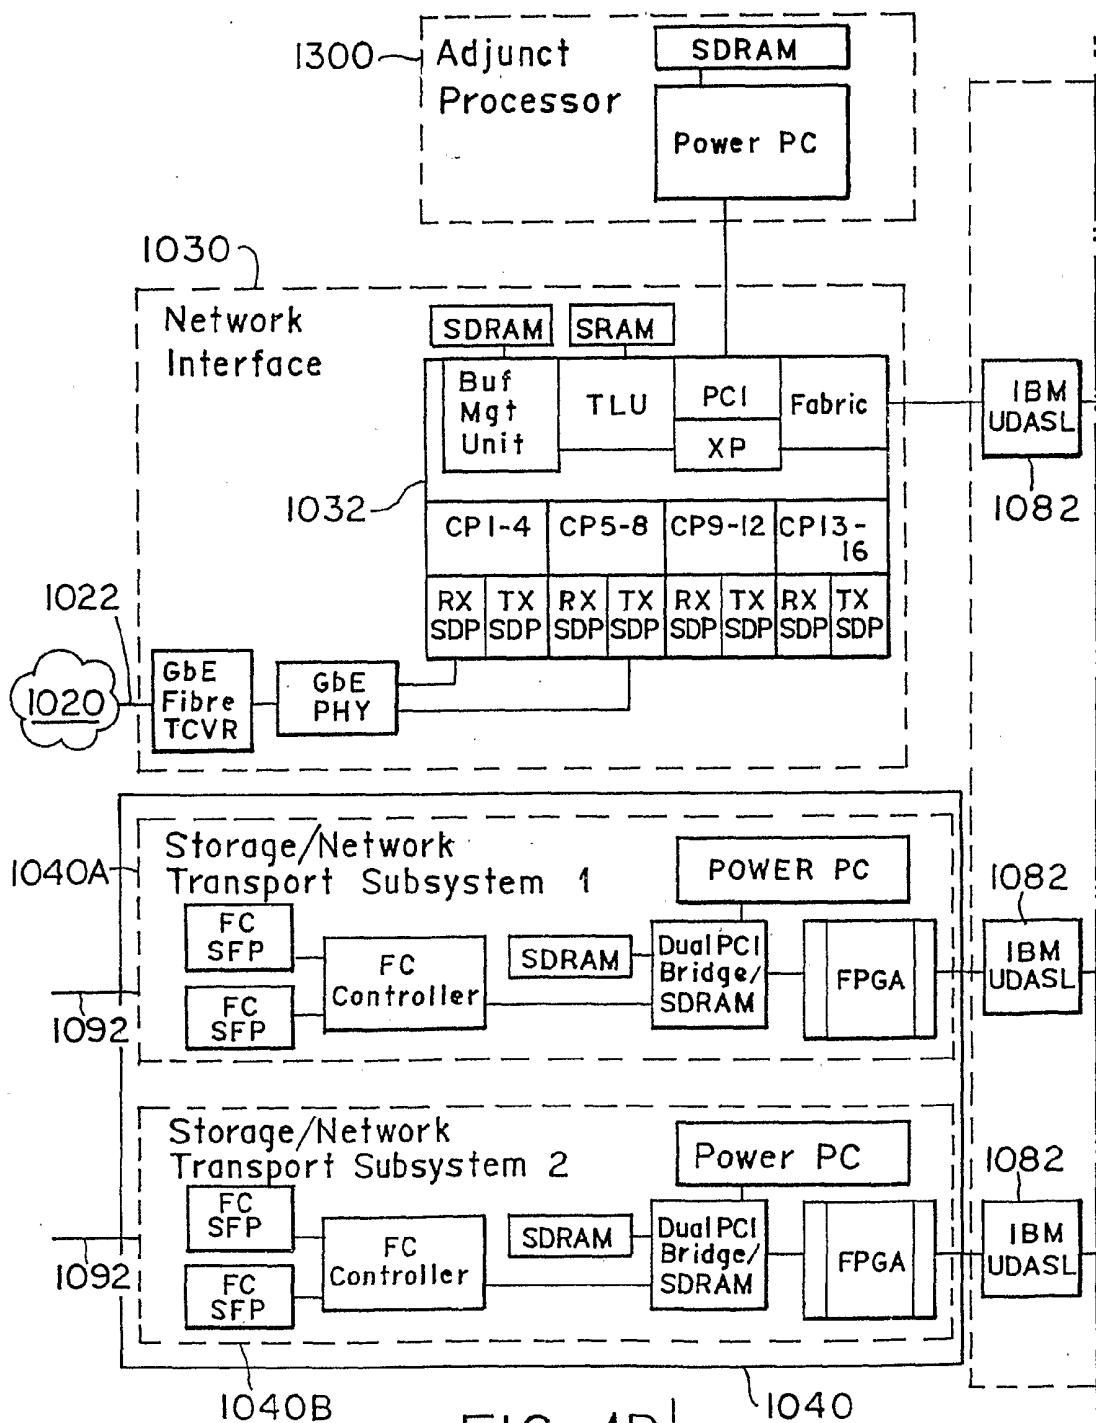 1300
Adjunct
Processor
SDRAM
Power PC
1030
Network
Interface
SDRAM
SRAM
Buf
Mgt
Unit
TLU
PCI
XP
Fabric
IBM
UDASL
1082
1032
CP1-4
CP5-8
CP9-12
CP13-
16
RX
SDP
TX
SDP
RX
SDP
TX
SDP
RX
SDP
TX
SDP
RX
SDP
TX
SDP
1022
1020
GbE
Fibre
TCVR
GbE
PHY
1040A
Storage/Network
Transport Subsystem 1
POWER PC
FC
SFP
FC
SFP
FC
Controller
SDRAM
Dual PCI
Bridge/
SDRAM
FPGA
1082
IBM
UDASL
1092
Storage/Network
Transport Subsystem 2
Power PC
FC
SFP
FC
SFP
FC
Controller
SDRAM
Dual PCI
Bridge/
SDRAM
FPGA
1082
IBM
UDASL
1092
1040B
1040